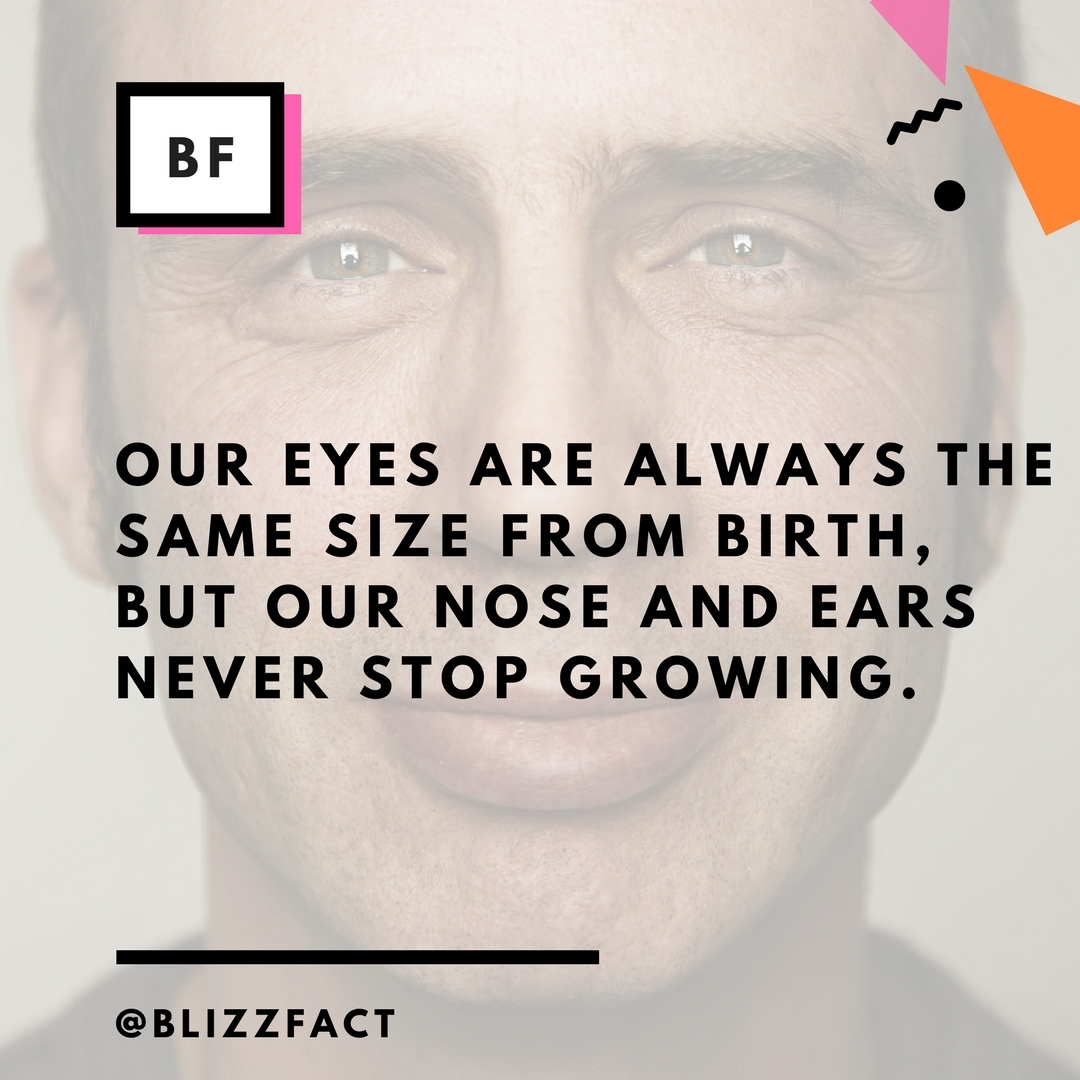 BF
OUR EYES ARE ALWAYS THE
SAME SIZE FROM BIRTH,
BUT OUR NOSE AND EARS
NEVER STOP GROWING.
@BLIZZFACT